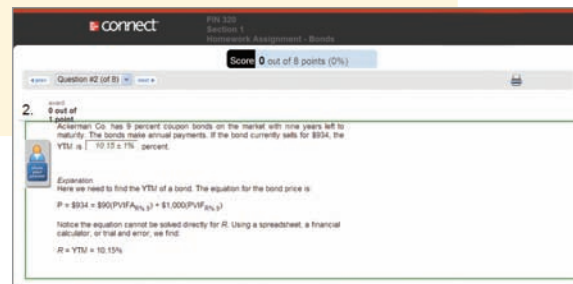 connect
FIN 320
Section 1
Homework Assignment - Bonds
Score 0 out of 8 points (0%)
◄prev Question #2 (of 8) next ►
2.
award
0 out of
1 point
Ackerman Co. has 9 percent coupon bonds on the market with nine years left to
maturity. The bonds make annual payments. If the bond currently sells for $934, the
YTM is 10.15 ± 1% percent.
Explanation
Here we need to find the YTM of a bond. The equation for the bond price is
P = $934 = $90(PVIFA R%,9) + $1,000(PVIF R%,9)
Notice the equation cannot be solved directly for R. Using a spreadsheet, a financial
calculator, or trial and error, we find:
R = YTM = 10.15%